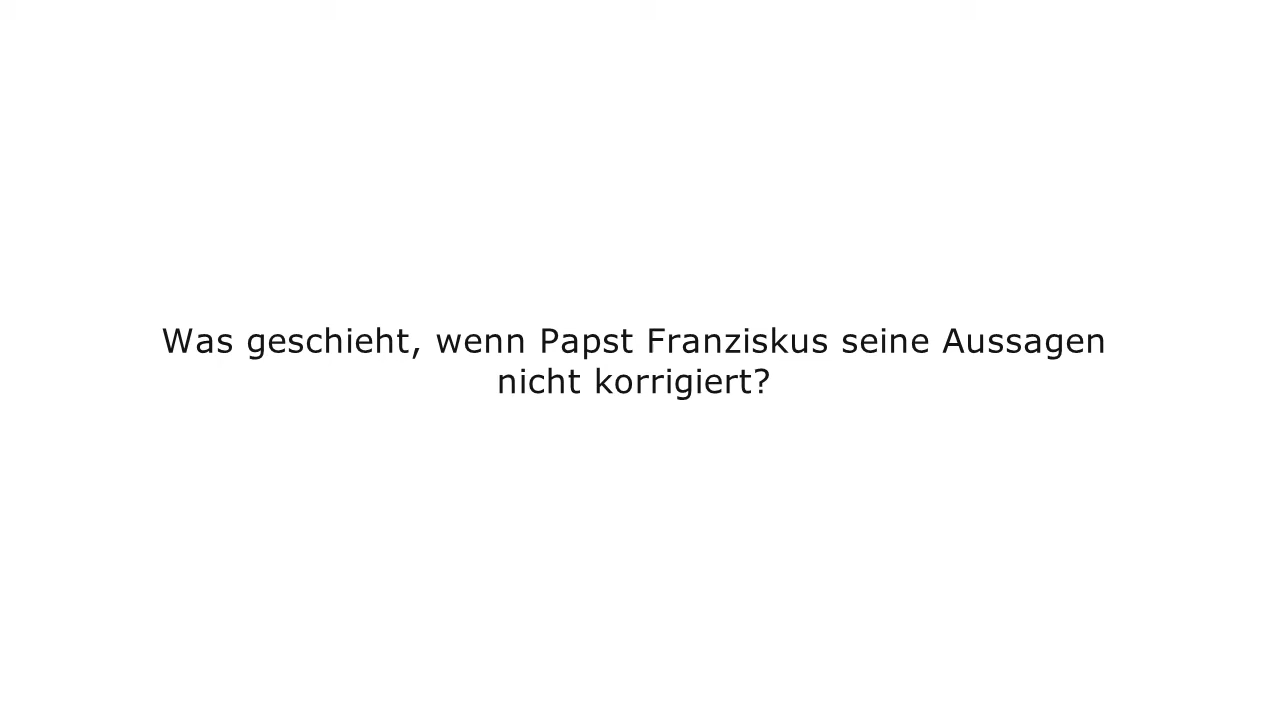 Was geschieht, wenn Papst Franziskus seine Aussagen
nicht korrigiert?